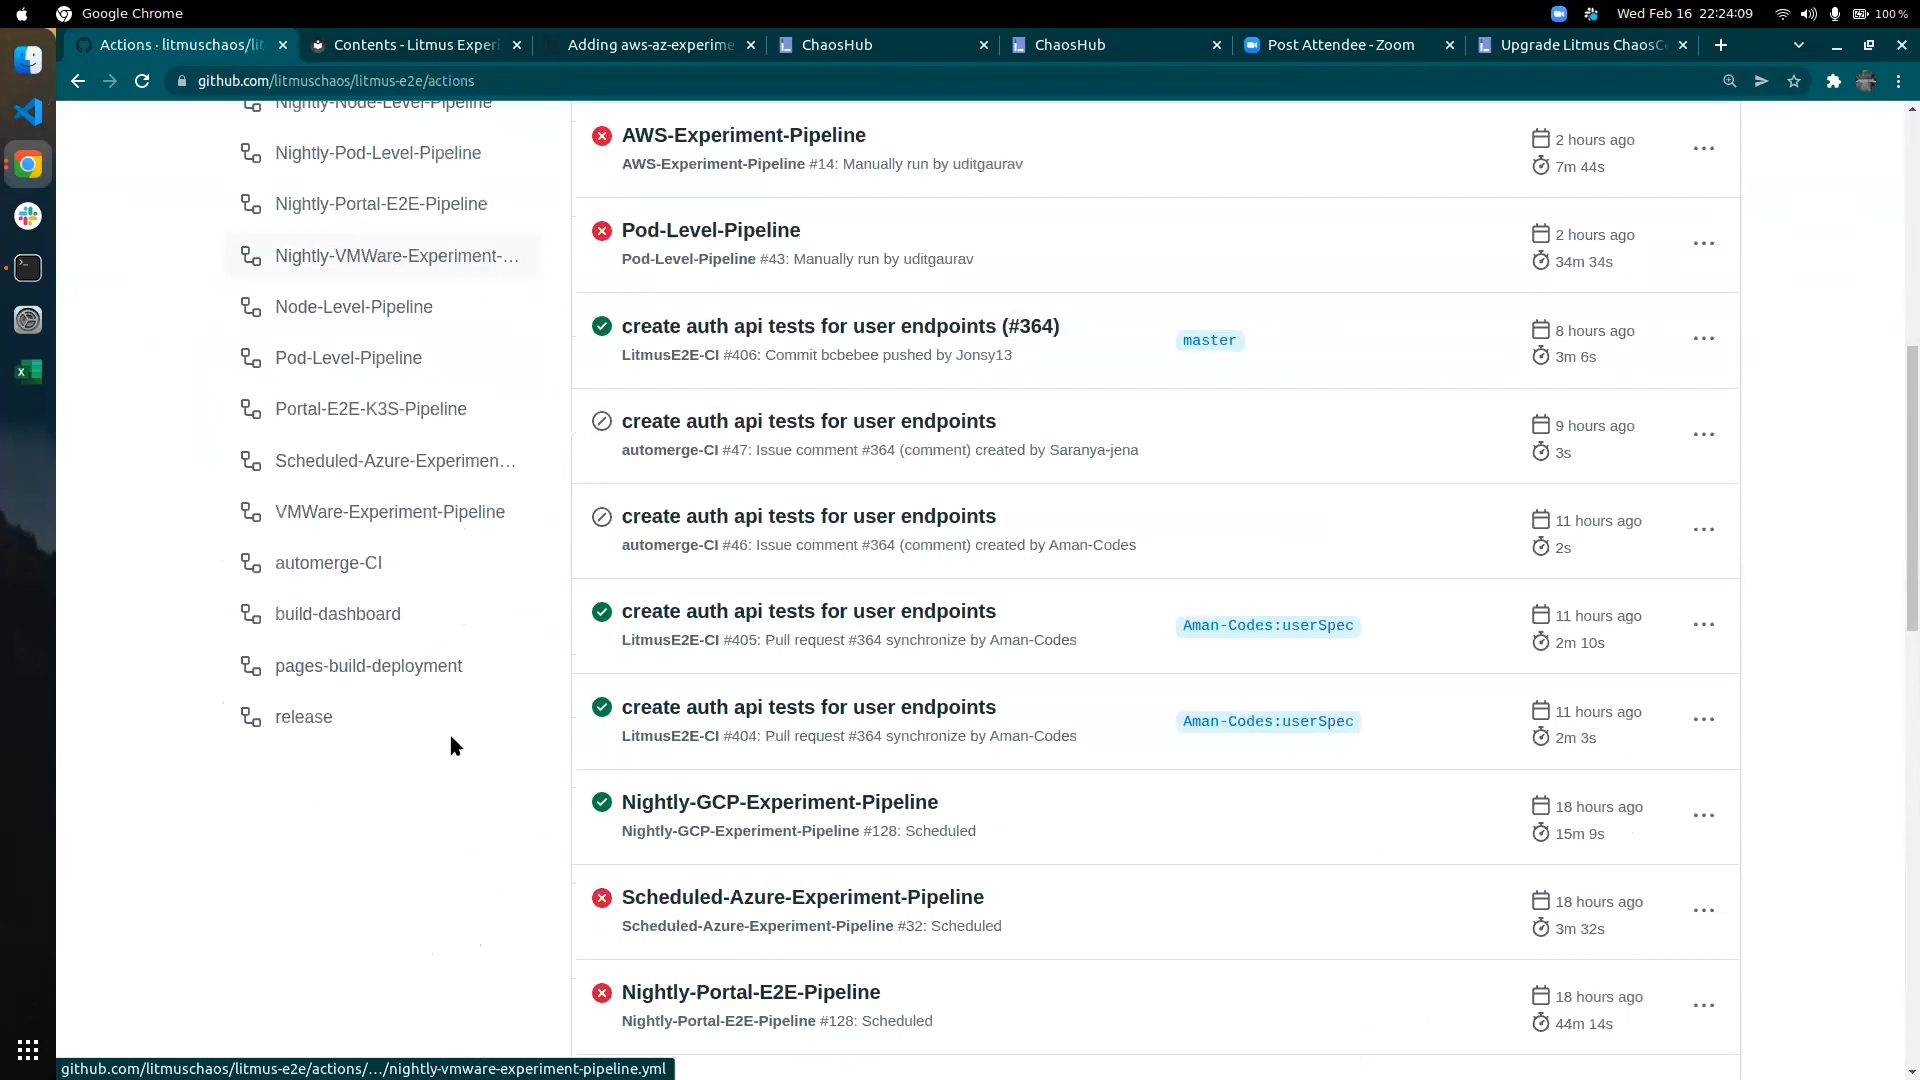 Google Chrome
Wed Feb 16 22:24:09
100 %
Actions · litmuschaos/lit
Contents - Litmus Experi
Adding aws-az-experime
ChaosHub
ChaosHub
Post Attendee - Zoom
Upgrade Litmus ChaosC
github.com/litmuschaos/litmus-e2e/actions
Nightly-Node-Level-Pipeline
Nightly-Pod-Level-Pipeline
Nightly-Portal-E2E-Pipeline
Nightly-VMWare-Experiment-...
Node-Level-Pipeline
Pod-Level-Pipeline
Portal-E2E-K3S-Pipeline
Scheduled-Azure-Experimen...
VMWare-Experiment-Pipeline
automerge-CI
build-dashboard
pages-build-deployment
release
AWS-Experiment-Pipeline
AWS-Experiment-Pipeline #14: Manually run by uditgaurav
2 hours ago
7m 44s
Pod-Level-Pipeline
Pod-Level-Pipeline #43: Manually run by uditgaurav
2 hours ago
34m 34s
create auth api tests for user endpoints (#364)
LitmusE2E-CI #406: Commit bcbebee pushed by Jonsy13
master
8 hours ago
3m 6s
create auth api tests for user endpoints
automerge-CI #47: Issue comment #364 (comment) created by Saranya-jena
9 hours ago
3s
create auth api tests for user endpoints
automerge-CI #46: Issue comment #364 (comment) created by Aman-Codes
11 hours ago
2s
create auth api tests for user endpoints
LitmusE2E-CI #405: Pull request #364 synchronize by Aman-Codes
Aman-Codes:userSpec
11 hours ago
2m 10s
create auth api tests for user endpoints
LitmusE2E-CI #404: Pull request #364 synchronize by Aman-Codes
Aman-Codes:userSpec
11 hours ago
2m 3s
Nightly-GCP-Experiment-Pipeline
Nightly-GCP-Experiment-Pipeline #128: Scheduled
18 hours ago
15m 9s
Scheduled-Azure-Experiment-Pipeline
Scheduled-Azure-Experiment-Pipeline #32: Scheduled
18 hours ago
3m 32s
Nightly-Portal-E2E-Pipeline
Nightly-Portal-E2E-Pipeline #128: Scheduled
18 hours ago
44m 14s
github.com/litmuschaos/litmus-e2e/actions/.../nightly-vmware-experiment-pipeline.yml